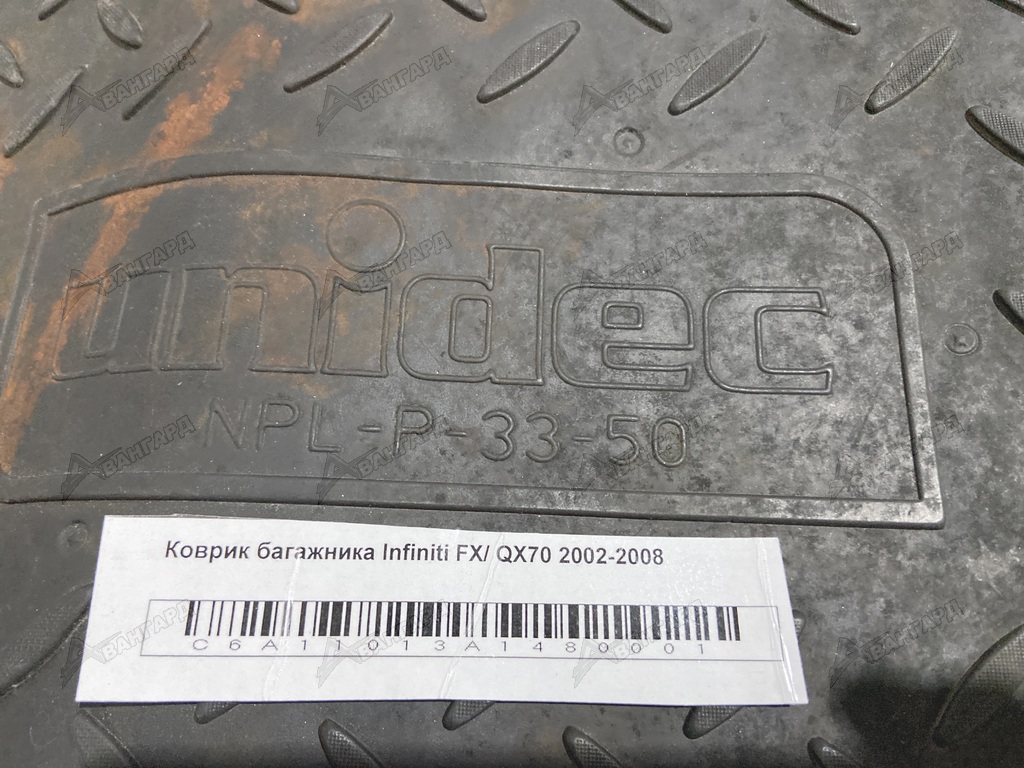 unidec
NPL-P-33-50
Коврик багажника Infiniti FX/ QX70 2002-2008
C6A11013A1480001
АВАНГАРД